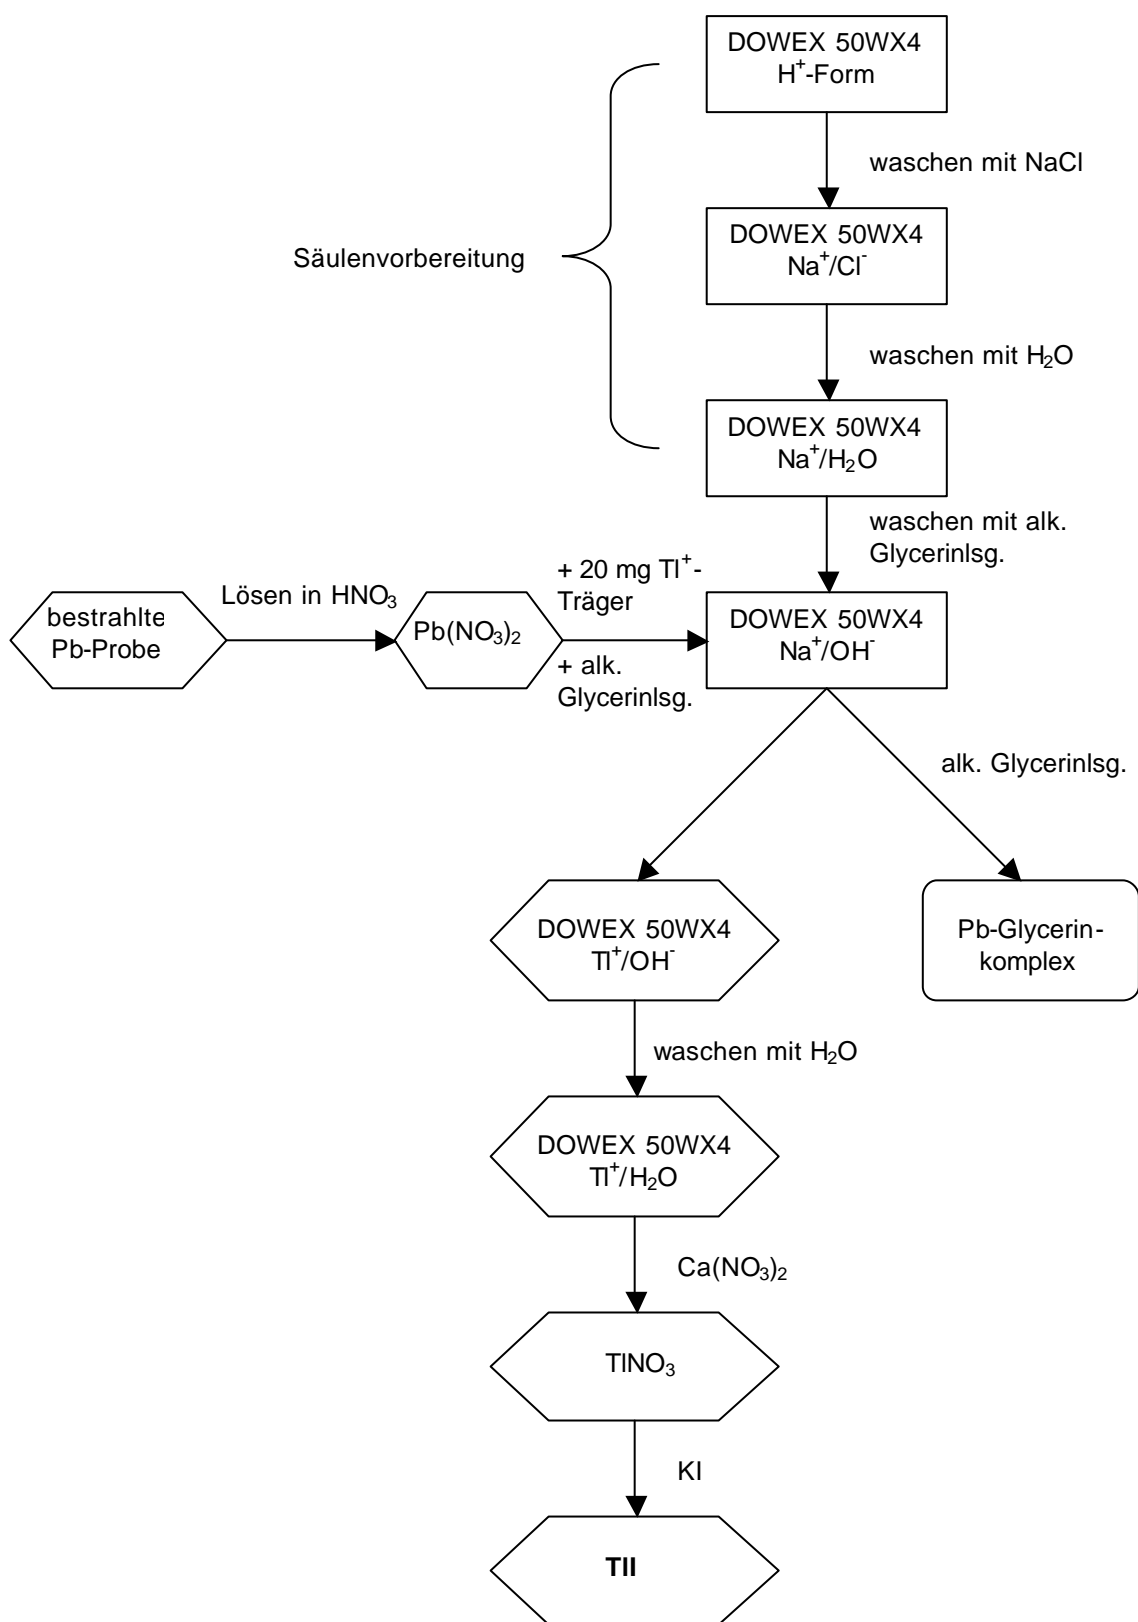 DOWEX 50WX4
H⁺-Form
waschen mit NaCl
DOWEX 50WX4
Na⁺/Cl⁻
Säulenvorbereitung
waschen mit H₂O
DOWEX 50WX4
Na⁺/H₂O
waschen mit alk.
Glycerinlsg.
bestrahlte
Pb-Probe
Lösen in HNO₃
Pb(NO₃)₂
+ 20 mg Tl⁺-
Träger
+ alk.
Glycerinlsg.
DOWEX 50WX4
Na⁺/OH⁻
alk. Glycerinlsg.
DOWEX 50WX4
Tl⁺/OH⁻
Pb-Glycerin-
komplex
waschen mit H₂O
DOWEX 50WX4
Tl⁺/H₂O
Ca(NO₃)₂
TlNO₃
KI
TlI